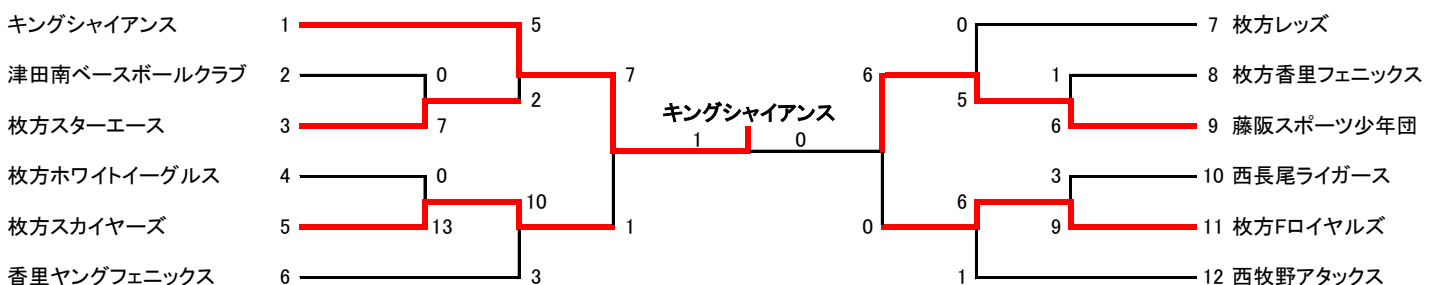 キングシャイアンス 1 5 0 7 枚方レッズ
津田南ベースボールクラブ 2 0 7 6 1 8 枚方香里フェニックス
2 5
キングシャイアンス
枚方スターエース 3 7 6 9 藤阪スポーツ少年団
1 0
枚方ホワイトイーグルス 4 0 3 10 西長尾ライガース
10 6
枚方スカイヤーズ 5 13 1 0 9 11 枚方Fロイヤルズ
香里ヤングフェニックス 6 3 1 12 西牧野アタックス